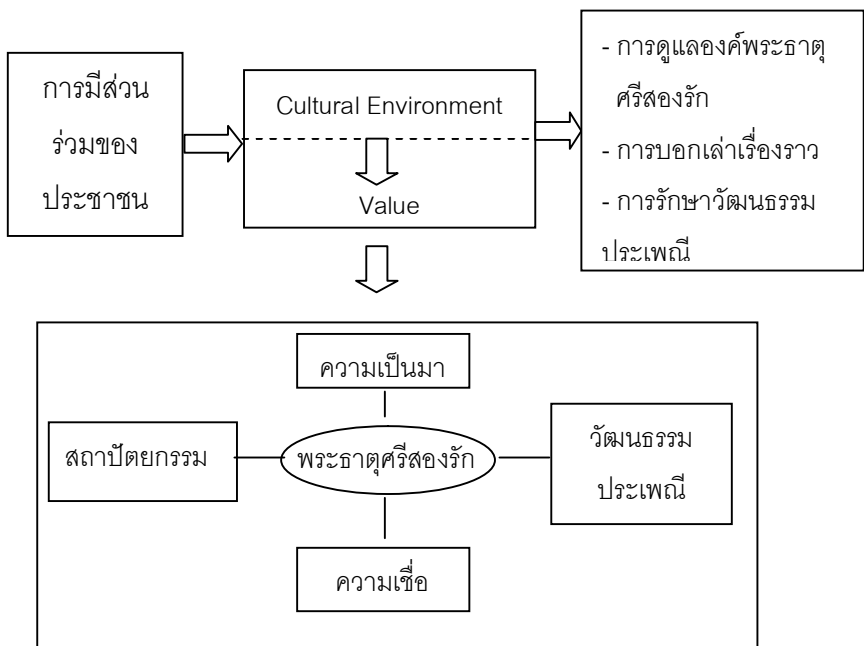 การมีส่วน
ร่วมของ
ประชาชน
Cultural Environment
Value
- การดูแลองค์พระธาตุ
ศรีสองรัก
- การบอกเล่าเรื่องราว
- การรักษาวัฒนธรรม
ประเพณี
ความเป็นมา
สถาปัตยกรรม
พระธาตุศรีสองรัก
วัฒนธรรม
ประเพณี
ความเชื่อ